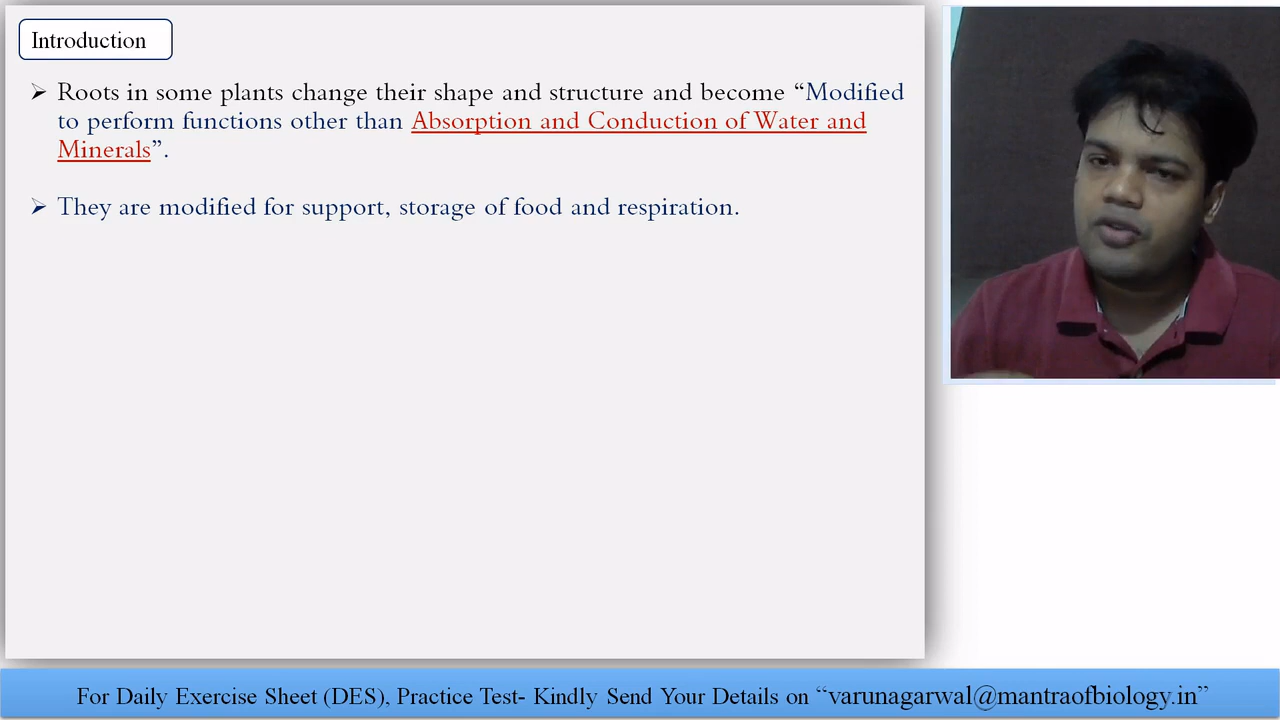 Introduction
➢ Roots in some plants change their shape and structure and become “Modified
to perform functions other than Absorption and Conduction of Water and
Minerals”.
➢ They are modified for support, storage of food and respiration.
For Daily Exercise Sheet (DES), Practice Test- Kindly Send Your Details on “varunagarwal@mantraofbiology.in”